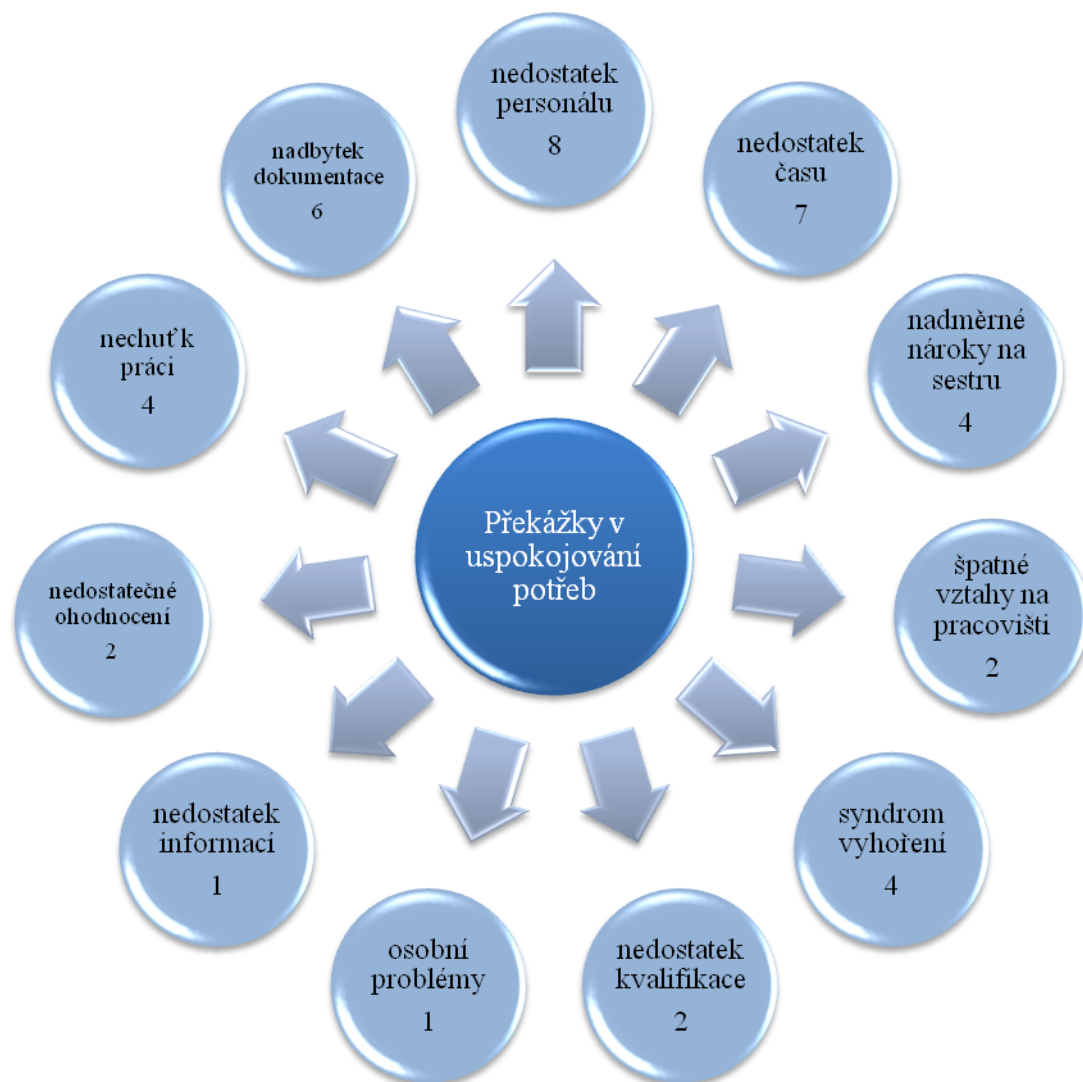 nedostatek
personálu
8
nedostatek
času
7
nadměrné
nároky na
sestru
4
špatné
vztahy na
pracovišti
2
syndrom
vyhoření
4
nedostatek
kvalifikace
2
osobní
problémy
1
nedostatek
informací
1
nedostatečné
ohodnocení
2
nechuť k
práci
4
nadbytek
dokumentace
6
Překážky v
uspokojování
potřeb